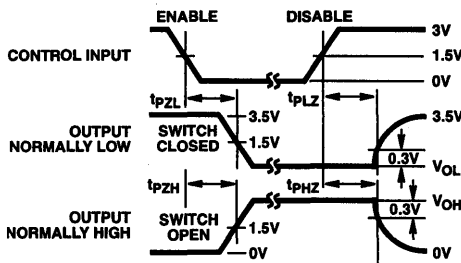 ENABLE DISABLE
3V
CONTROL INPUT 1.5V
0V
tPZL tPLZ
3.5V 3.5V
OUTPUT SWITCH
NORMALLY LOW CLOSED 1.5V
0.3V VOL
tPZH tPHZ
VOH
0.3V
OUTPUT SWITCH
NORMALLY HIGH OPEN 1.5V
0V 0V